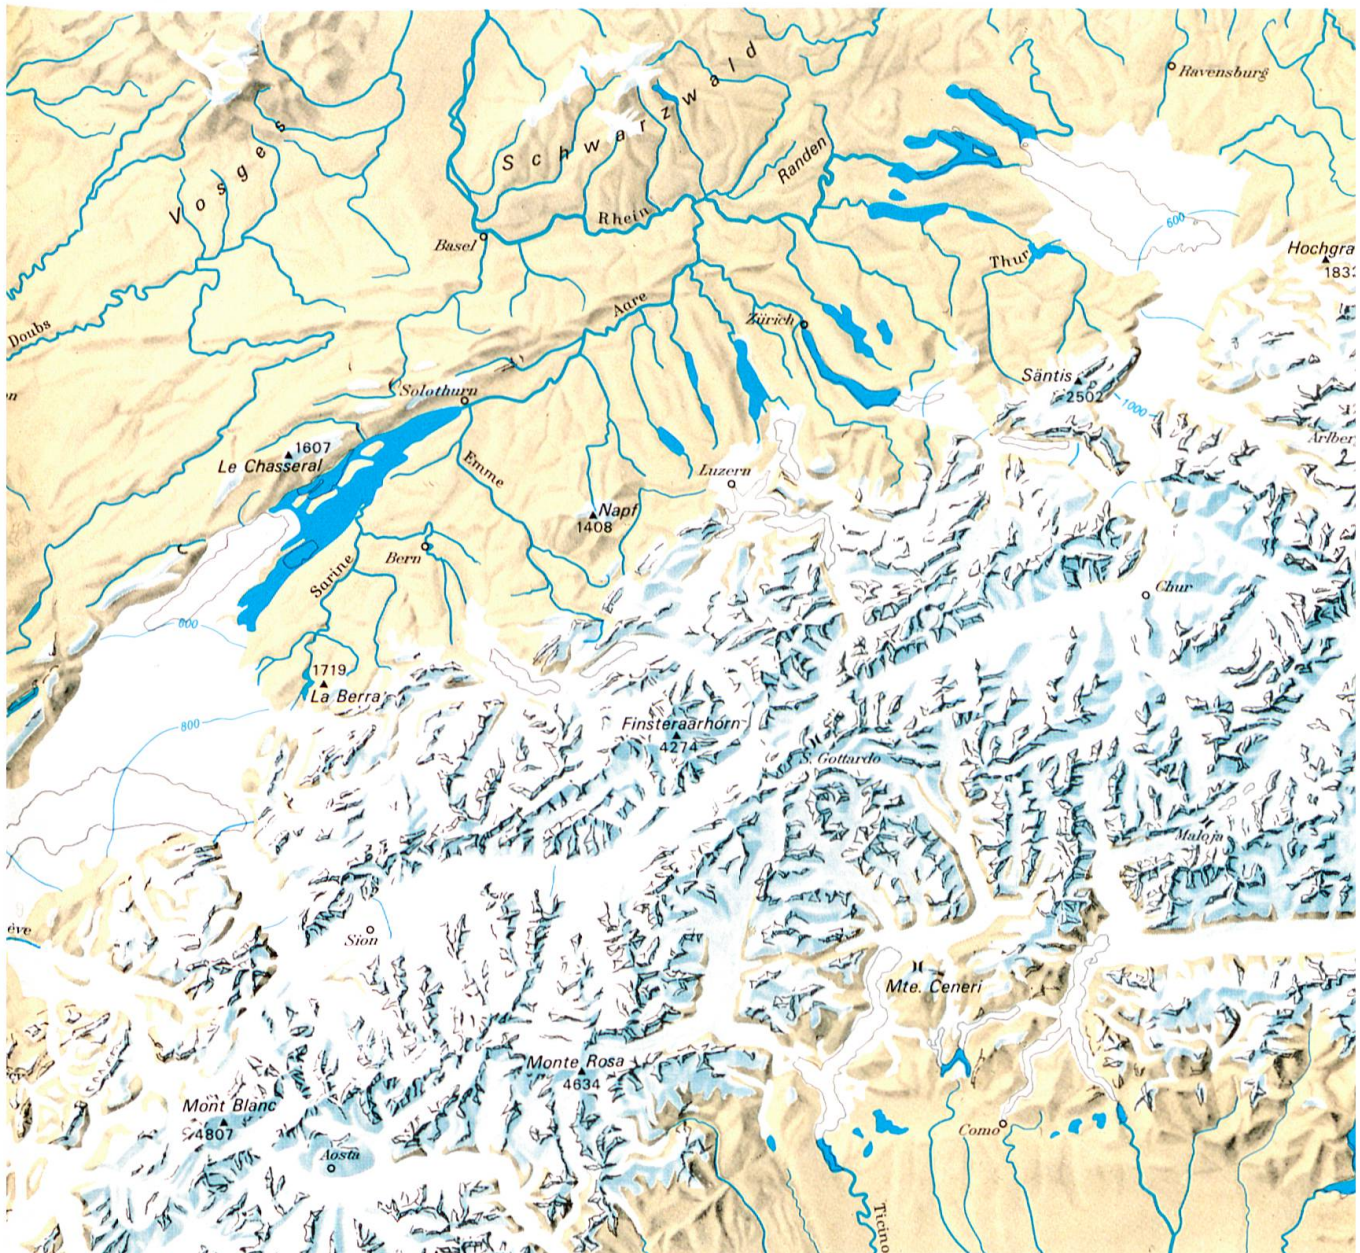 Ravensburg
Schwarzwald
Vosges
Randen
Rhein
600
Basel
Thur
Hochgra
1832
Doubs
Aare
Zürich
n
Solothurn
Säntis
2502
1000
1607
Le Chasseral
Arlber
Emme
Luzern
Napf
1408
Bern
Sarine
Chur
600
1719
La Berra
800
Finsteraarhorn
4274
S. Gottardo
Maloja
ève
Sion
Mte. Ceneri
Monte Rosa
4634
Mont Blanc
4807
Como
Aosta
Ticino